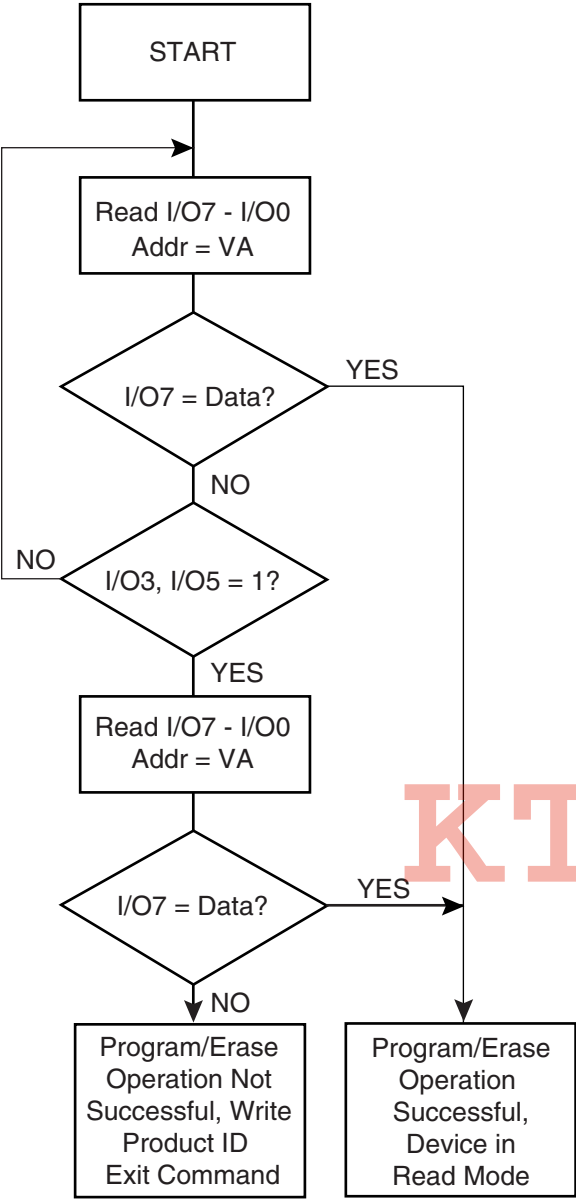 START
Read I/O7 - I/O0
Addr = VA
I/O7 = Data?
YES
NO
I/O3, I/O5 = 1?
NO
YES
Read I/O7 - I/O0
Addr = VA
I/O7 = Data?
YES
NO
Program/Erase
Operation Not
Successful, Write
Product ID
Exit Command
Program/Erase
Operation
Successful,
Device in
Read Mode
KT